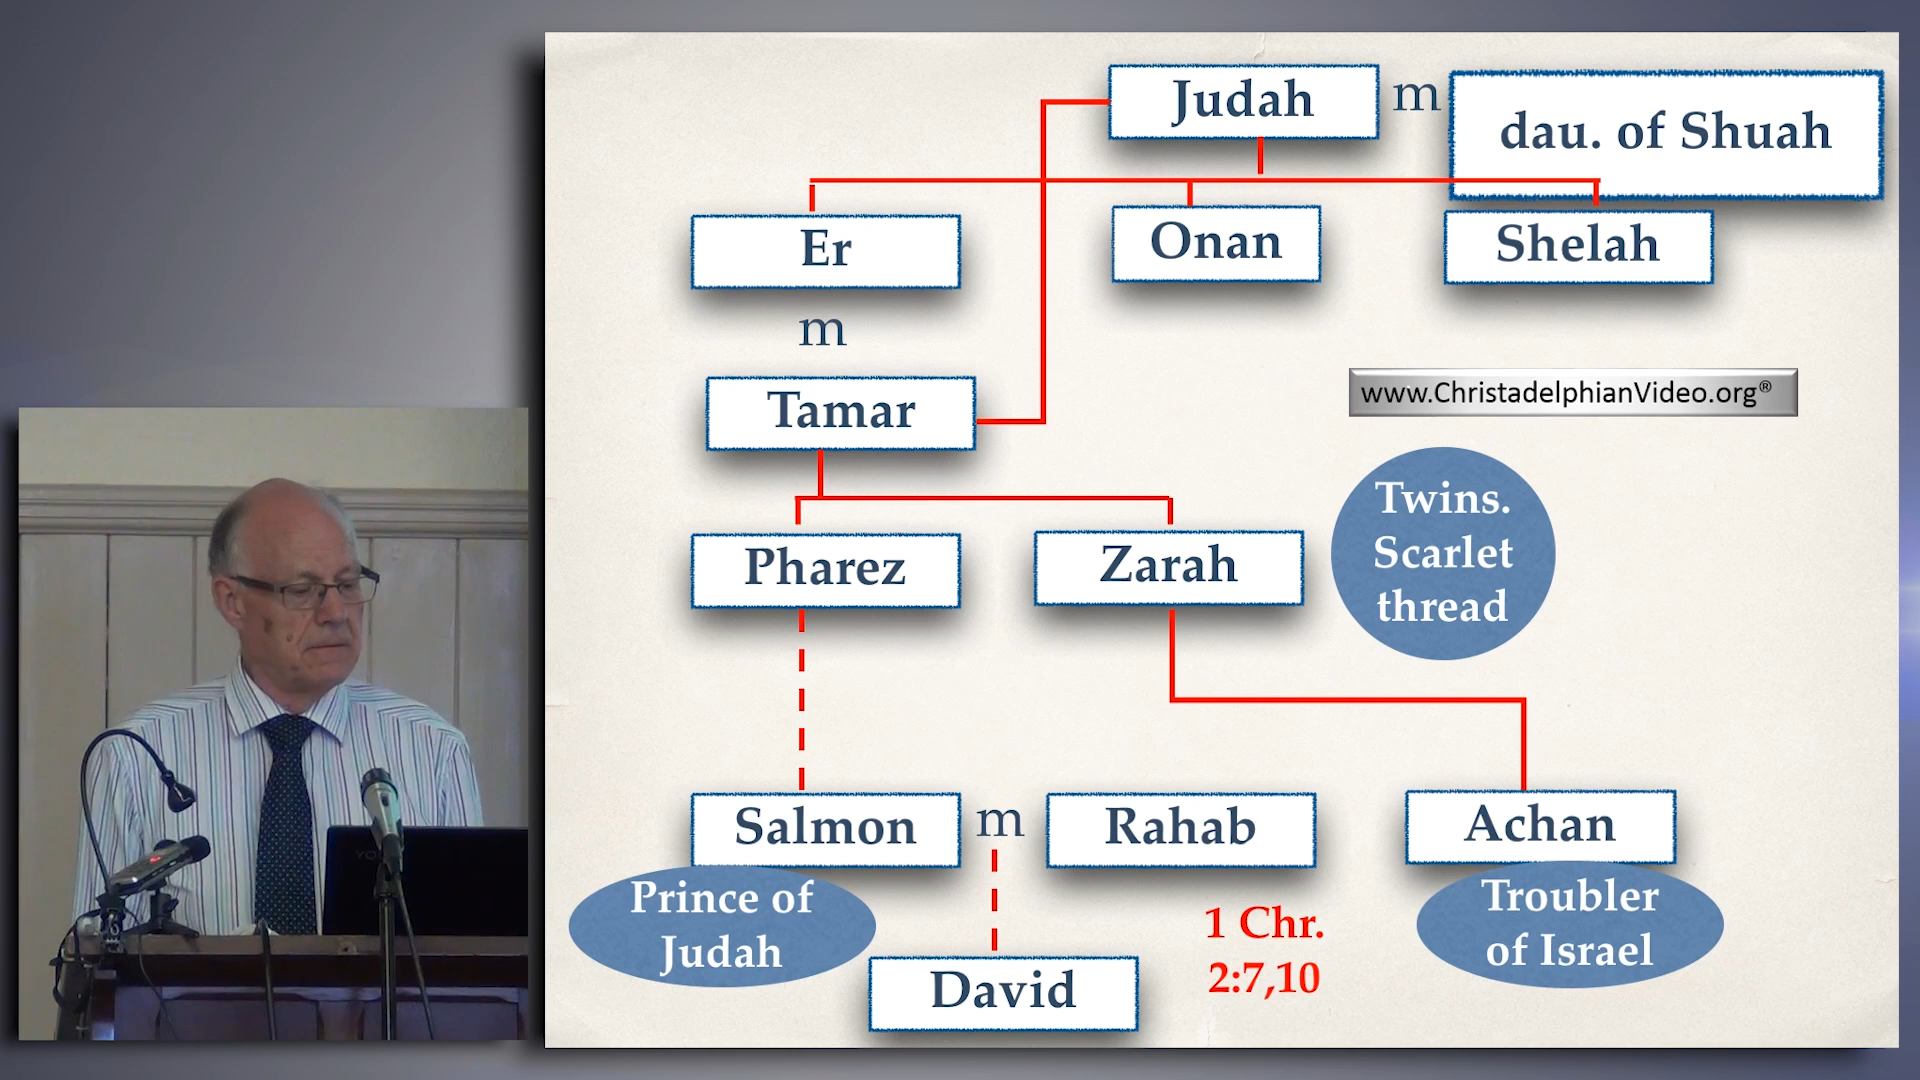 Judah m dau. of Shuah
Er Onan Shelah
m
Tamar
www.ChristadelphianVideo.org®
Pharez Zarah
Twins.
Scarlet
thread
Salmon m Rahab Achan
Prince of
Judah
1 Chr.
2:7,10
Troubler
of Israel
David